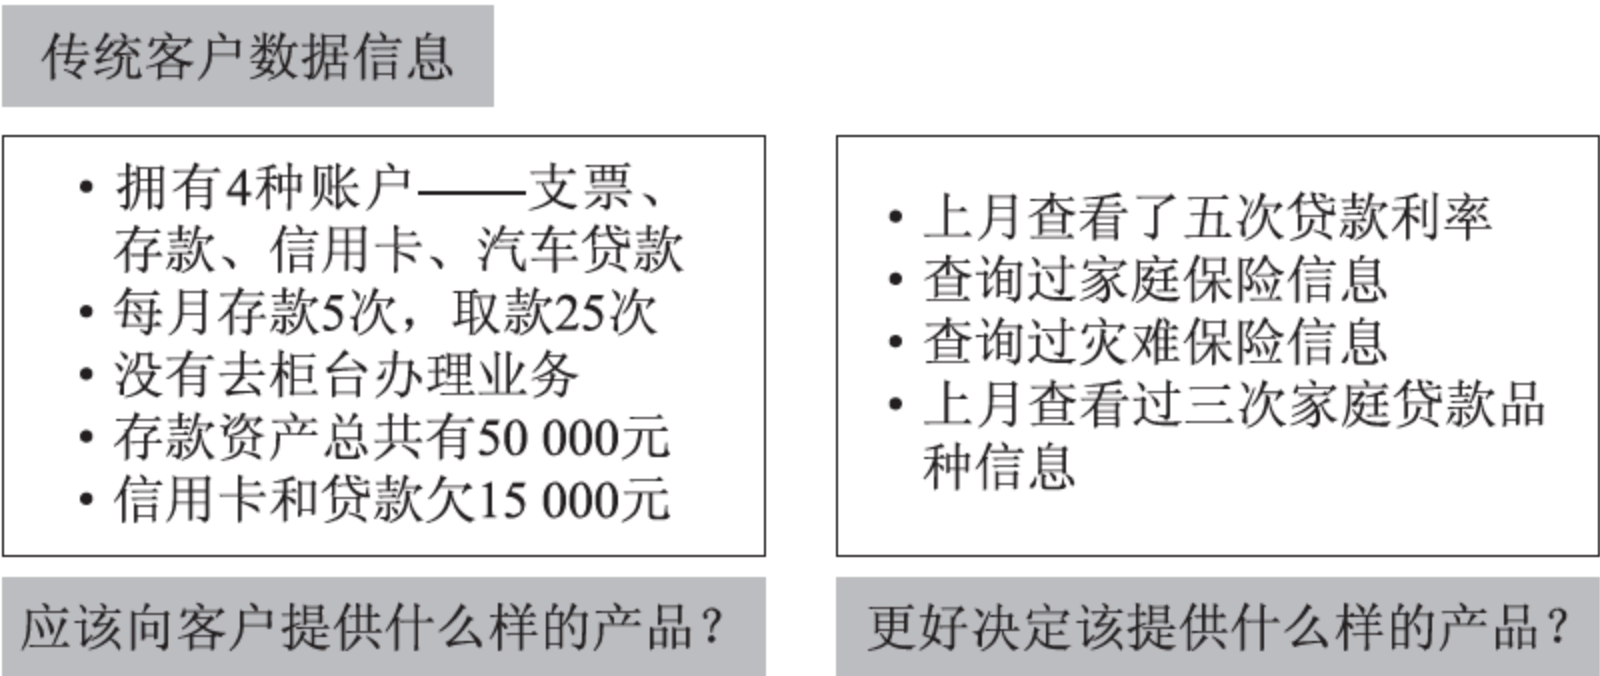 传统客户数据信息
• 拥有4种账户——支票、
存款、信用卡、汽车贷款
• 每月存款5次，取款25次
• 没有去柜台办理业务
• 存款资产总共有50 000元
• 信用卡和贷款欠15 000元
应该向客户提供什么样的产品？
• 上月查看了五次贷款利率
• 查询过家庭保险信息
• 查询过灾难保险信息
• 上月查看过三次家庭贷款品
种信息
更好决定该提供什么样的产品？